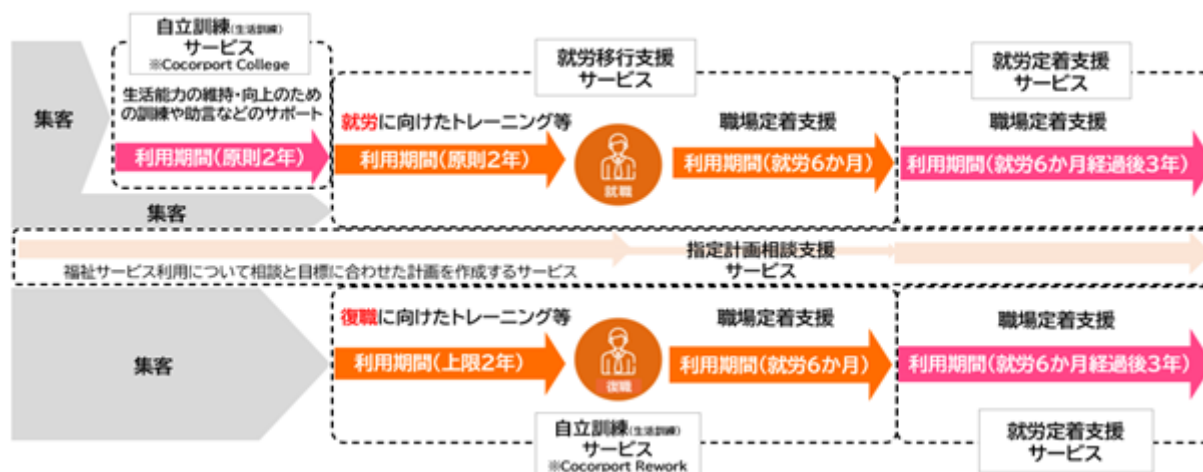 自立訓練(生活訓練)
サービス
※Cocorport College
就労移行支援
サービス
就労定着支援
サービス
集客
生活能力の維持・向上のため
の訓練や助言などのサポート
利用期間(原則2年)
就労に向けたトレーニング等
利用期間(原則2年)
就職
職場定着支援
利用期間(就労6か月)
職場定着支援
利用期間(就労6か月経過後3年)
集客
指定計画相談支援
サービス
福祉サービス利用について相談と目標に合わせた計画を作成するサービス
集客
復職に向けたトレーニング等
利用期間(上限2年)
復職
職場定着支援
利用期間(就労6か月)
職場定着支援
利用期間(就労6か月経過後3年)
自立訓練(生活訓練)
サービス
※Cocorport Rework
就労定着支援
サービス